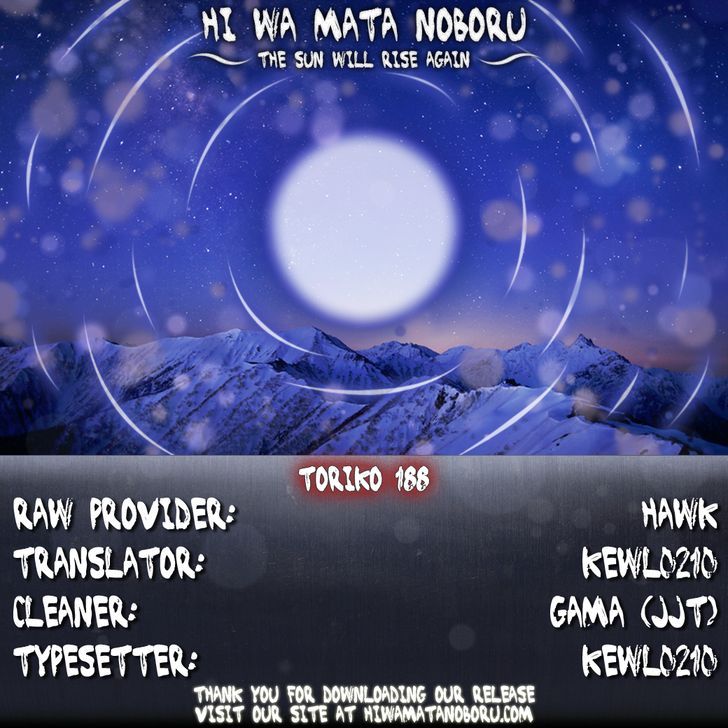 HI WA MATA NOBORU
THE SUN WILL RISE AGAIN
TORIKO 188
RAW PROVIDER: HAWK
TRANSLATOR: KEWL0210
CLEANER: GAMA (JJT)
TYPESETTER: KEWL0210
THANK YOU FOR DOWNLOADING OUR RELEASE
VISIT OUR SITE AT HIWAMATANOBORU.COM